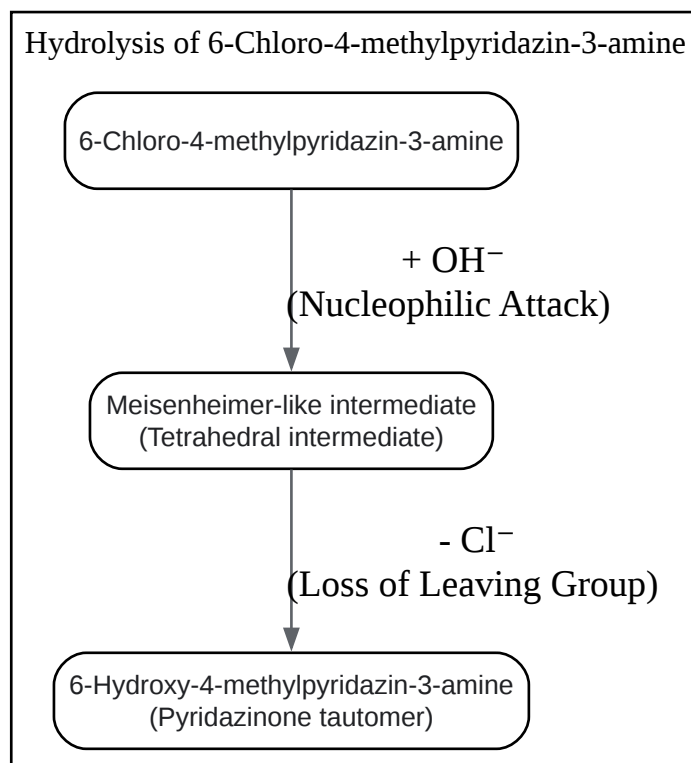 Hydrolysis of 6-Chloro-4-methylpyridazin-3-amine
6-Chloro-4-methylpyridazin-3-amine
+ OH⁻
(Nucleophilic Attack)
Meisenheimer-like intermediate
(Tetrahedral intermediate)
- Cl⁻
(Loss of Leaving Group)
6-Hydroxy-4-methylpyridazin-3-amine
(Pyridazinone tautomer)